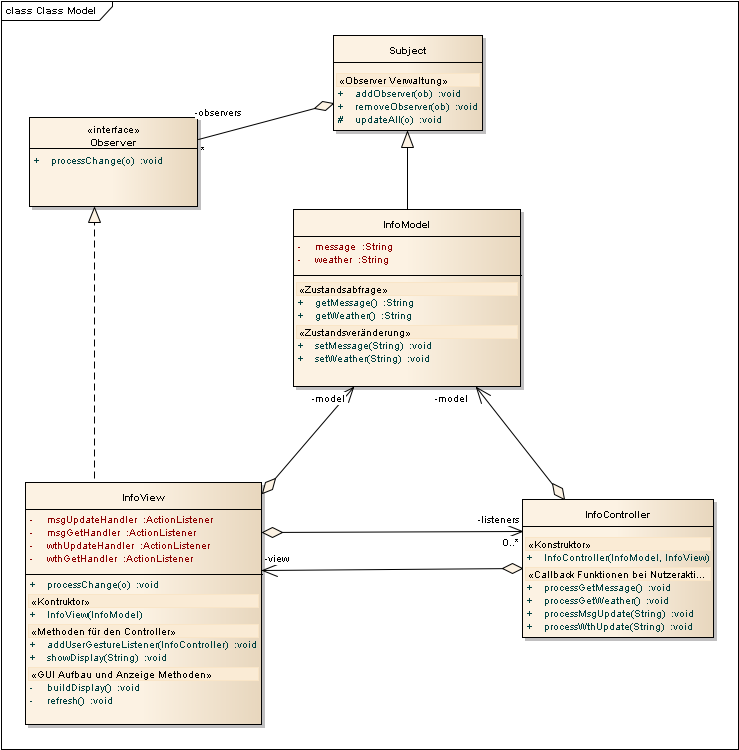 class Class Model
Subject
«Observer Verwaltung»
+ addObserver(ob) :void
+ removeObserver(ob) :void
# updateAll(o) :void
-observers
*
«interface»
Observer
+ processChange(o) :void
InfoModel
- message :String
- weather :String
«Zustandsabfrage»
+ getMessage() :String
+ getWeather() :String
«Zustandsveränderung»
+ setMessage(String) :void
+ setWeather(String) :void
-model
-model
InfoView
- msgUpdateHandler :ActionListener
- msgGetHandler :ActionListener
- wthUpdateHandler :ActionListener
- wthGetHandler :ActionListener
+ processChange(o) :void
«Kontruktor»
+ InfoView(InfoModel)
«Methoden für den Controller»
+ addUserGestureListener(InfoController) :void
+ showDisplay(String) :void
«GUI Aufbau und Anzeige Methoden»
- buildDisplay() :void
- refresh() :void
-listeners
0..*
-view
InfoController
«Konstruktor»
+ InfoController(InfoModel, InfoView)
«Callback Funktionen bei Nutzerakti...
+ processGetMessage() :void
+ processGetWeather() :void
+ processMsgUpdate(String) :void
+ processWthUpdate(String) :void